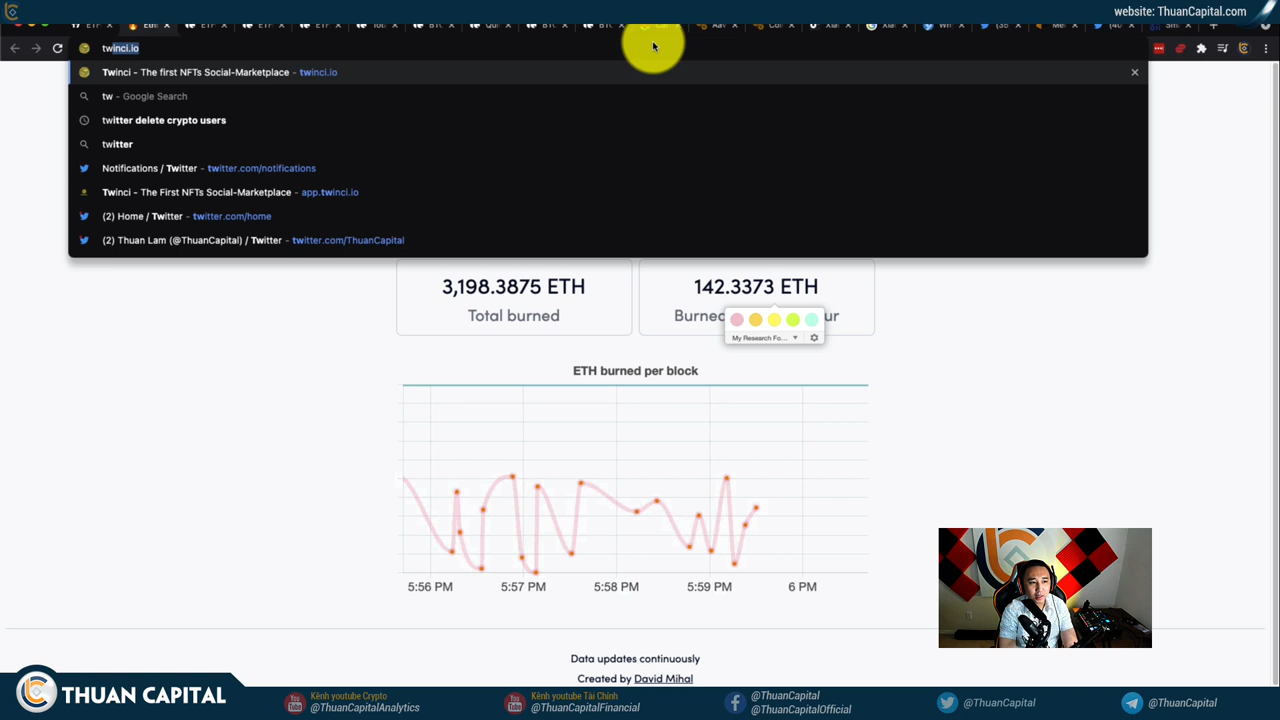 website: ThuanCapital.com
twinci.io
Twinci - The first NFTs Social-Marketplace - twinci.io
tw - Google Search
twitter delete crypto users
twitter
Notifications / Twitter - twitter.com/notifications
Twinci - The First NFTs Social-Marketplace - app.twinci.io
(2) Home / Twitter - twitter.com/home
(2) Thuan Lam (@ThuanCapital) / Twitter - twitter.com/ThuanCapital
3,198.3875 ETH
Total burned
142.3373 ETH
My Research Fo...
ETH burned per block
5:56 PM 5:57 PM 5:58 PM 5:59 PM 6 PM
Data updates continuously
Created by David Mihal
THUAN CAPITAL
Kênh youtube Crypto
@ThuanCapitalAnalytics
Kênh youtube Tài Chính
@ThuanCapitalFinancial
@ThuanCapital
@ThuanCapitalOfficial
@ThuanCapital
@ThuanCapital